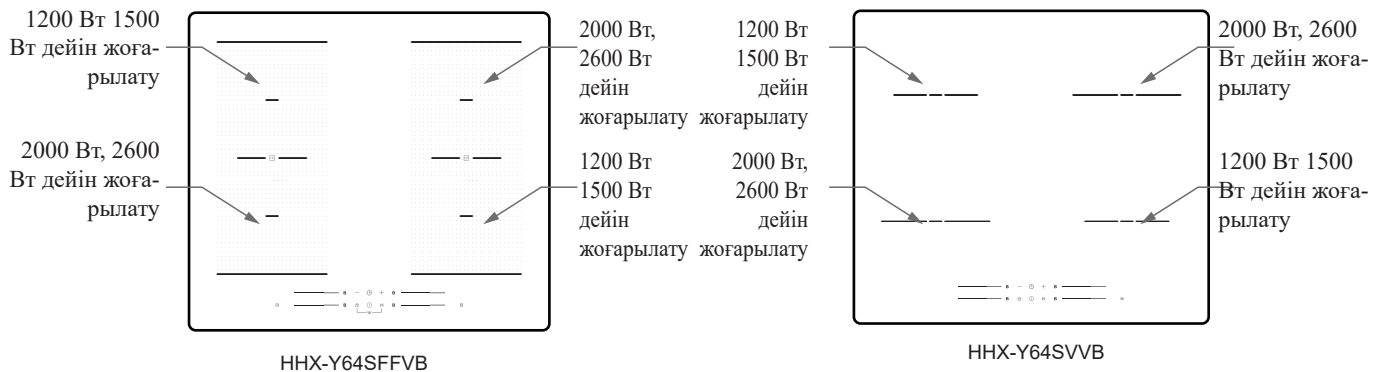 1200 Вт 1500
Вт дейін жоға-
рылату
2000 Вт, 2600
Вт дейін жоға-
рылату
2000 Вт,
2600 Вт
дейін
жоғарылату
1200 Вт
1500 Вт
дейін
жоғарылату
HHX-Y64SFFVB
1200 Вт
1500 Вт
дейін
жоғарылату
2000 Вт,
2600 Вт
дейін
жоғарылату
2000 Вт, 2600
Вт дейін жоға-
рылату
1200 Вт 1500
Вт дейін жоға-
рылату
HHX-Y64SVVB